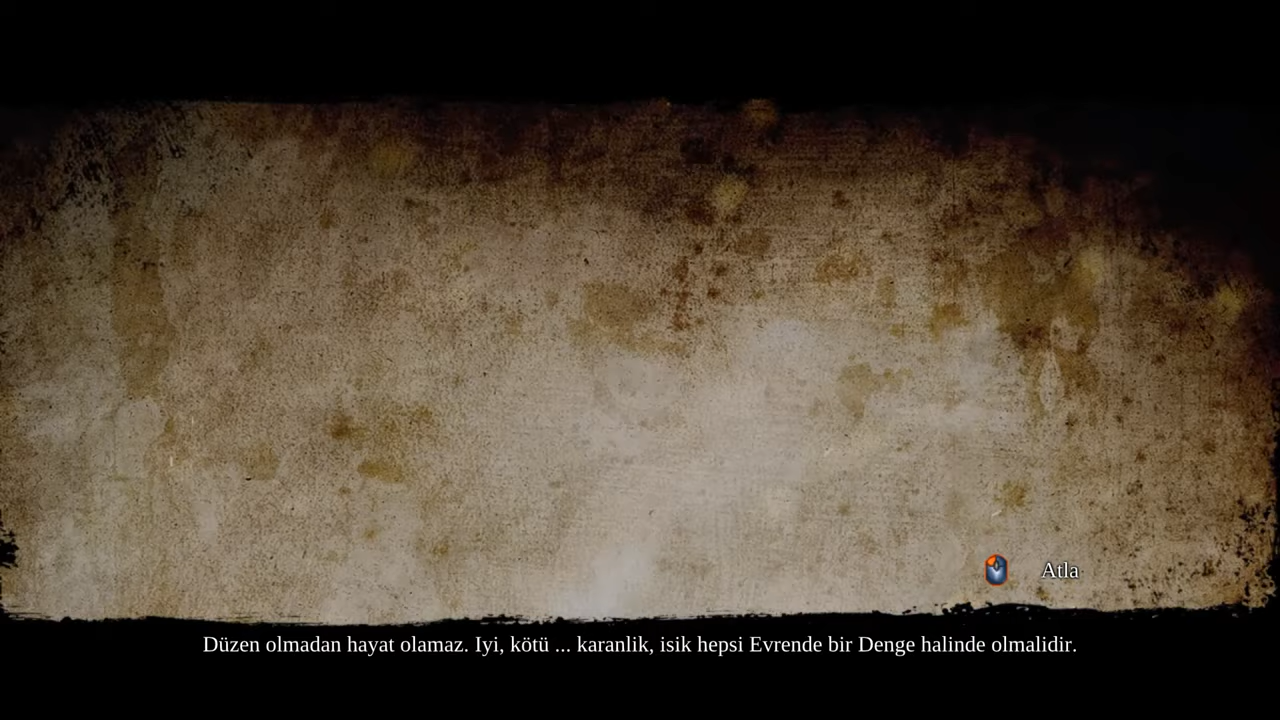 Atla
Düzen olmadan hayat olamaz. Iyi, kötü ... karanlik, isik hepsi Evrende bir Denge halinde olmalidir.